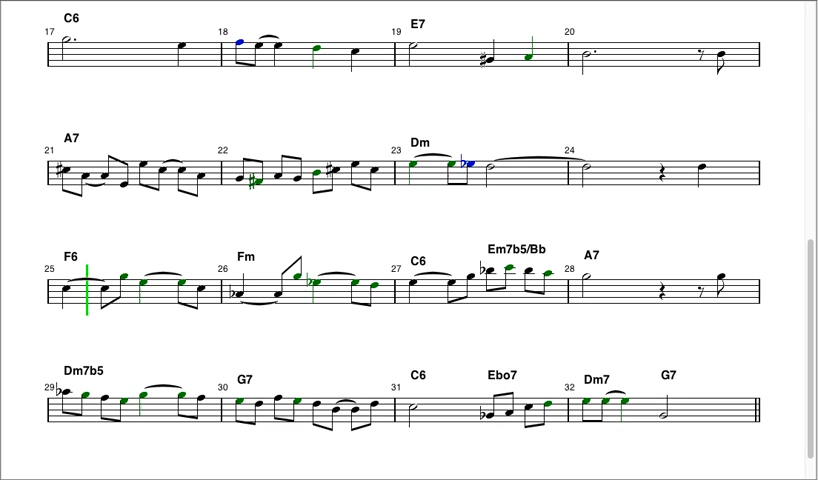 C6
17 18 19 E7 20
A7
21 22 23 Dm 24
F6 Fm C6 Em7b5/Bb A7
25 26 27 28
Dm7b5 G7 C6 Ebo7 Dm7 G7
29 30 31 32